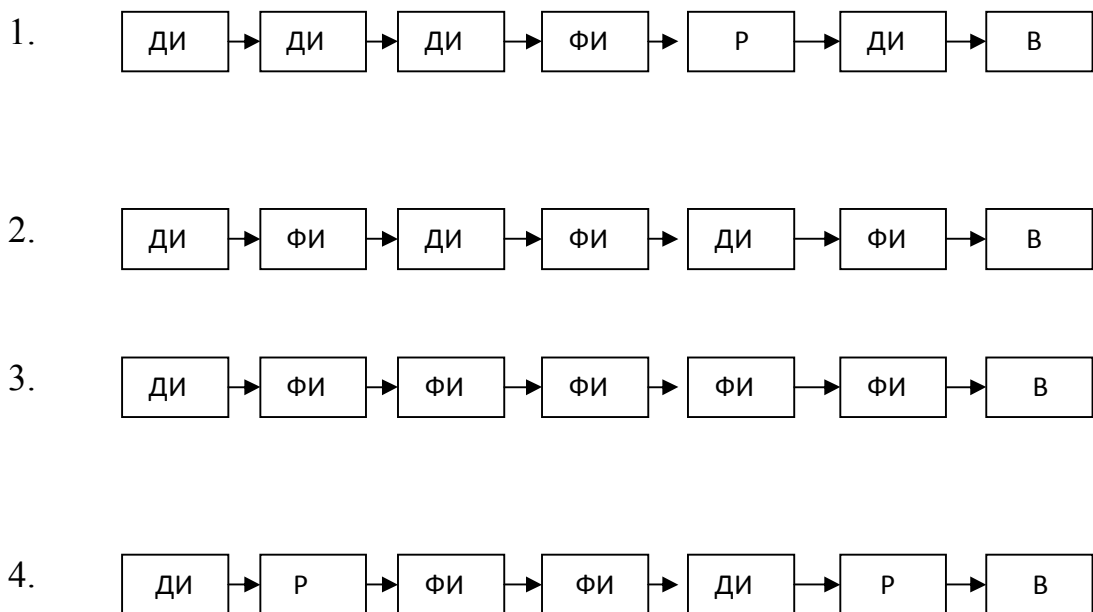 1. ДИ ДИ ДИ ФИ Р ДИ В
2. ДИ ФИ ДИ ФИ ДИ ФИ В
3. ДИ ФИ ФИ ФИ ФИ ФИ В
4. ДИ Р ФИ ФИ ДИ Р В